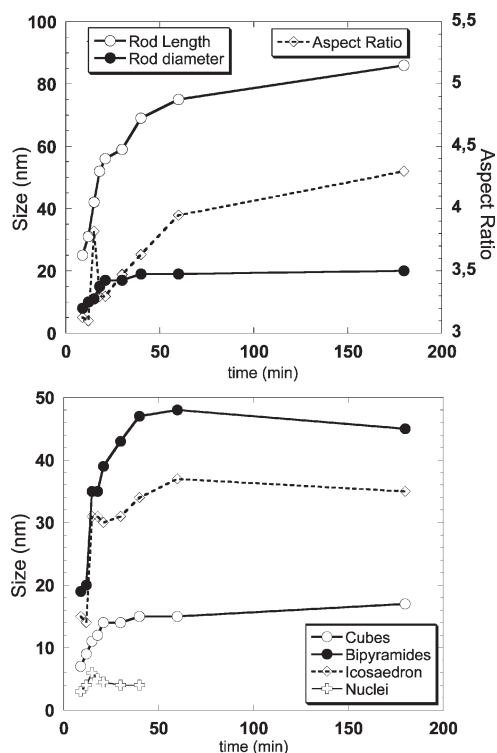 Rod Length
Rod diameter
Aspect Ratio
100
80
60
40
20
0
Size (nm)
5,5
5
4,5
4
3,5
3
Aspect Ratio
0 50 100 150 200
time (min)
50
40
30
20
10
0
Size (nm)
Cubes
Bipyramides
Icosaedron
Nuclei
0 50 100 150 200
time (min)